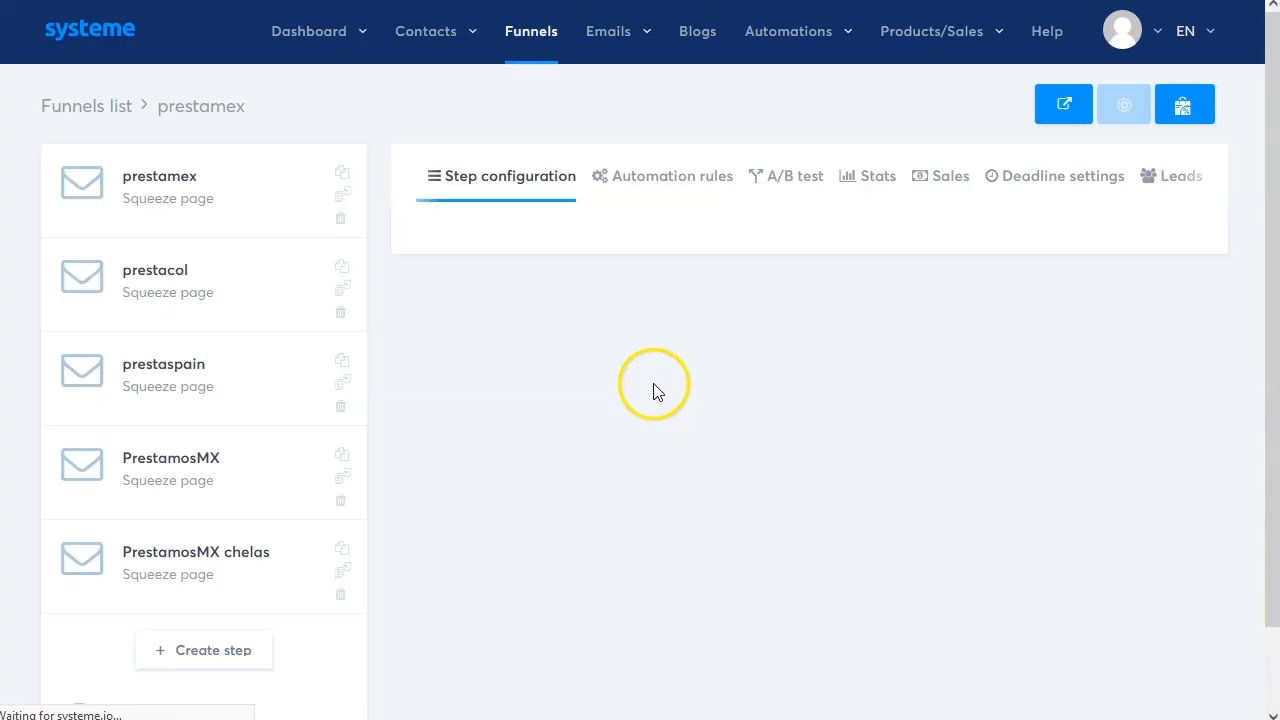 systeme
Dashboard Contacts Funnels Emails Blogs Automations Products/Sales Help EN
Funnels list > prestamex
prestamex
Squeeze page
prestacol
Squeeze page
prestaspain
Squeeze page
PrestamosMX
Squeeze page
PrestamosMX chelas
Squeeze page
+ Create step
Step configuration Automation rules A/B test Stats Sales Deadline settings Leads
Waiting for systeme.io...